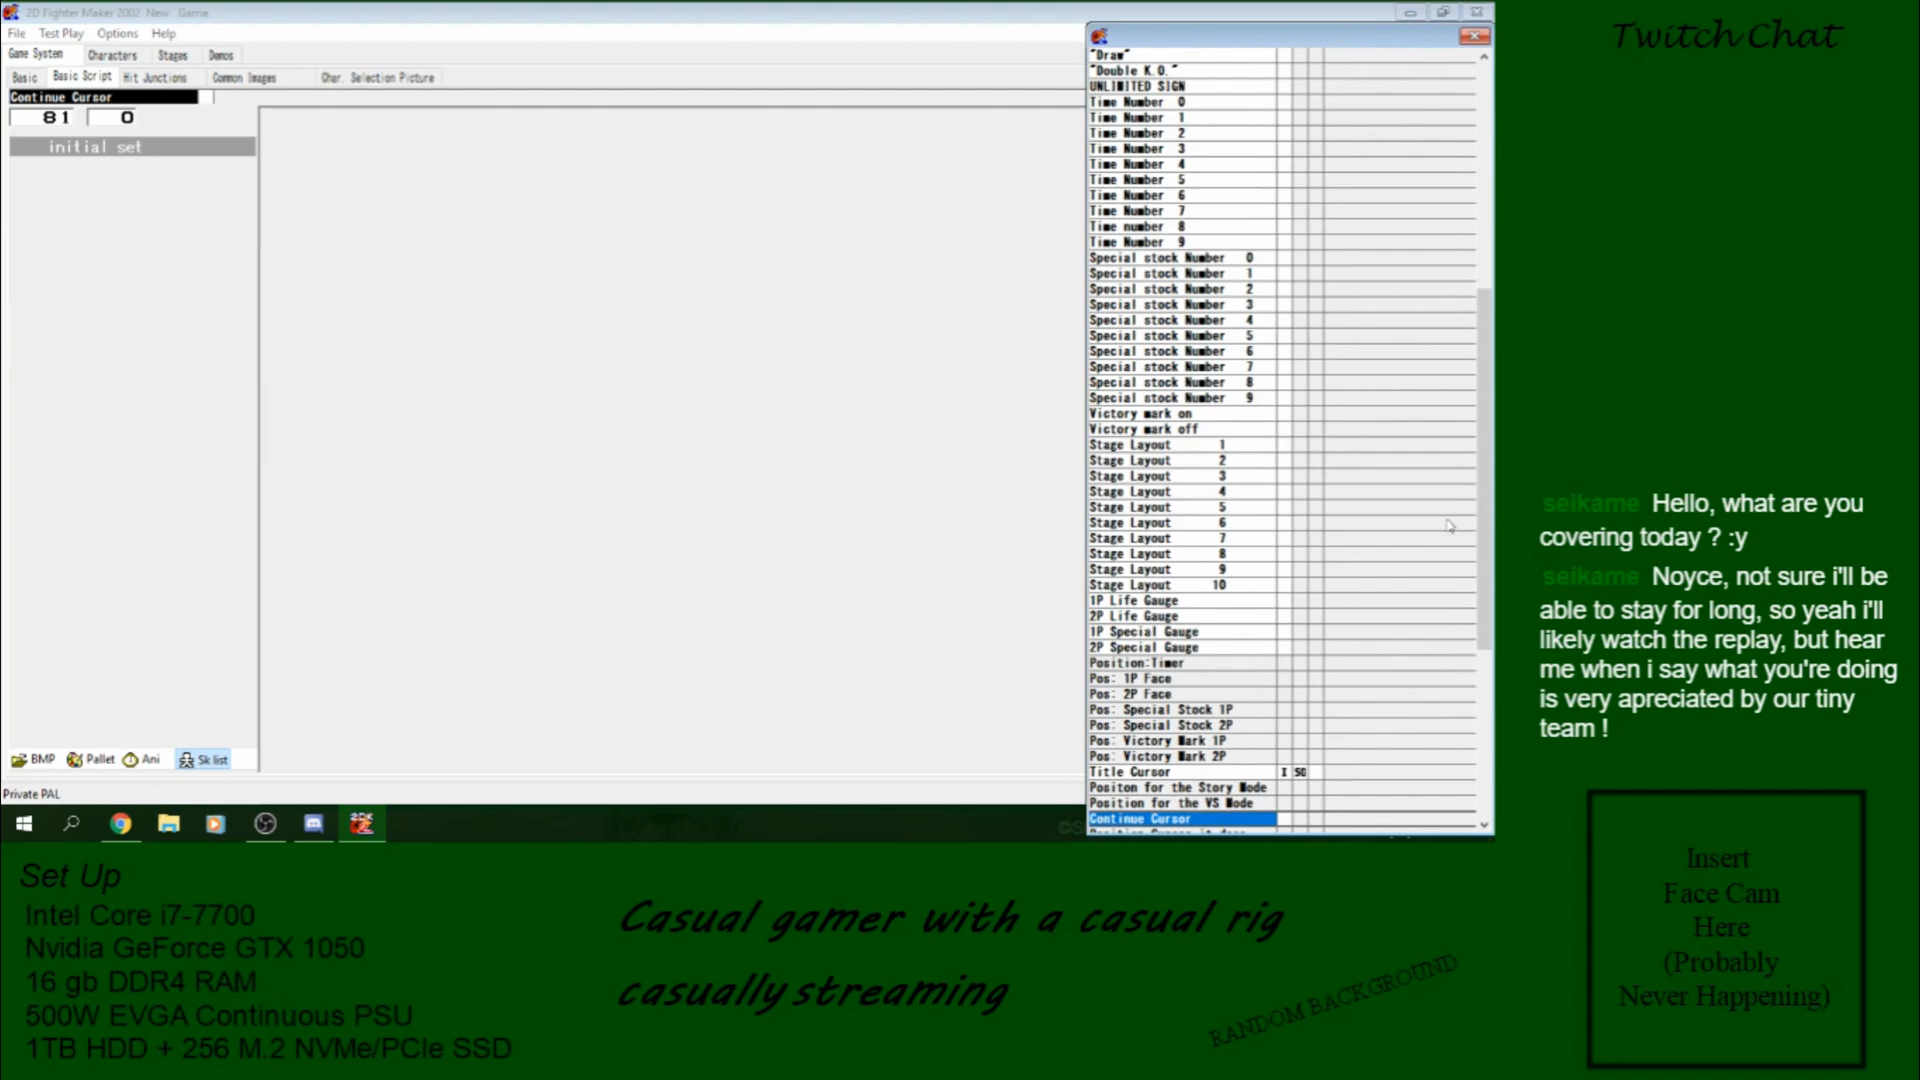 2D Fighter Maker 2002 New Game
File Test Play Options Help
Game System Characters Stages Demos
Basic Basic Script Hit Junctions Common Images Char. Selection Picture
Continue Cursor
81 0
initial set
BMP Pallet Ani Sk list
Private PAL
"Draw"
"Double K.O."
UNLIMITED SIGN
Time Number 0
Time Number 1
Time Number 2
Time Number 3
Time Number 4
Time Number 5
Time Number 6
Time Number 7
Time number 8
Time Number 9
Special stock Number 0
Special stock Number 1
Special stock Number 2
Special stock Number 3
Special stock Number 4
Special stock Number 5
Special stock Number 6
Special stock Number 7
Special stock Number 8
Special stock Number 9
Victory mark on
Victory mark off
Stage Layout 1
Stage Layout 2
Stage Layout 3
Stage Layout 4
Stage Layout 5
Stage Layout 6
Stage Layout 7
Stage Layout 8
Stage Layout 9
Stage Layout 10
1P Life Gauge
2P Life Gauge
1P Special Gauge
2P Special Gauge
Position:Timer
Pos: 1P Face
Pos: 2P Face
Pos: Special Stock 1P
Pos: Special Stock 2P
Pos: Victory Mark 1P
Pos: Victory Mark 2P
Title Cursor I SG
Positon for the Story Mode
Position for the VS Mode
Continue Cursor
Twitch Chat
seikame Hello, what are you
covering today ? :y
seikame Noyce, not sure i'll be
able to stay for long, so yeah i'll
likely watch the replay, but hear
me when i say what you're doing
is very apreciated by our tiny
team !
Set Up
Intel Core i7-7700
Nvidia GeForce GTX 1050
16 gb DDR4 RAM
500W EVGA Continuous PSU
1TB HDD + 256 M.2 NVMe/PCIe SSD
Casual gamer with a casual rig
casually streaming
RANDOM BACKGROUND
Insert
Face Cam
Here
(Probably
Never Happening)